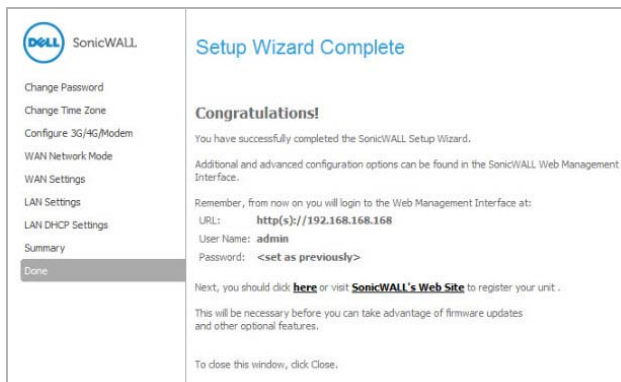 DELL SonicWALL
Setup Wizard Complete
Change Password
Change Time Zone
Configure 3G/4G/Modem
WAN Network Mode
WAN Settings
LAN Settings
LAN DHCP Settings
Summary
Done
Congratulations!
You have successfully completed the SonicWALL Setup Wizard.
Additional and advanced configuration options can be found in the SonicWALL Web Management
Interface.
Remember, from now on you will login to the Web Management Interface at:
URL: http(s)://192.168.168.168
User Name: admin
Password: <set as previously>
Next, you should click here or visit SonicWALL's Web Site to register your unit .
This will be necessary before you can take advantage of firmware updates
and other optional features.
To close this window, click Close.